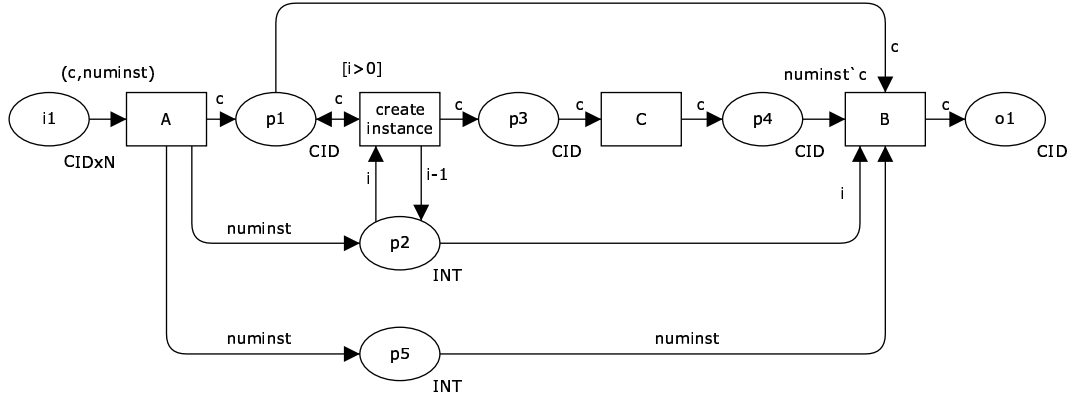 c
(c,numinst)
[i>0]
numinst`c
i1
A
c
p1
c
create
instance
c
p3
c
C
c
p4
B
c
o1
CIDxN
CID
CID
CID
CID
i
i-1
i
numinst
p2
INT
numinst
p5
numinst
INT